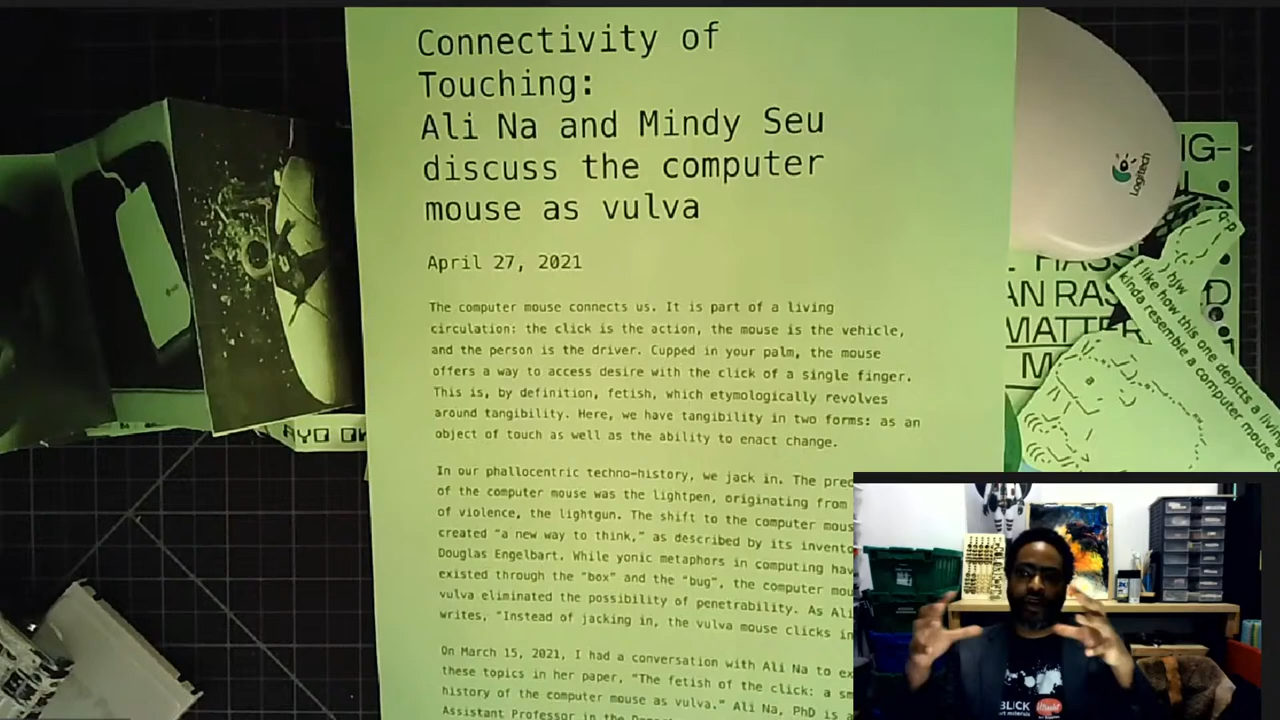 Connectivity of
Touching:
Ali Na and Mindy Seu
discuss the computer
mouse as vulva
April 27, 2021
The computer mouse connects us. It is part of a living
circulation: the click is the action, the mouse is the vehicle,
and the person is the driver. Cupped in your palm, the mouse
offers a way to access desire with the click of a single finger.
This is, by definition, fetish, which etymologically revolves
around tangibility. Here, we have tangibility in two forms: as an
object of touch as well as the ability to enact change.
In our phallocentric techno-history, we jack in. The
of the computer mouse was the lightpen, originating from
of violence, the lightgun. The shift to the computer
created "a new way to think," as described by its
Douglas Engelbart. While yonic metaphors in computing
existed through the "box" and the "bug", the computer
vulva eliminated the possibility of penetrability. As Ali
writes, "Instead of jacking in, the vulva mouse clicks in
On March 15, 2021, I had a conversation with Ali Na to
these topics in her paper, "The fetish of the click: a
history of the computer mouse as vulva." Ali Na, PhD is
Assistant Professor in the
Logitech
MATTER
hjw
I like how this one depicts a
kinda resemble a computer mouse
BLICK
art materials
Utrecht